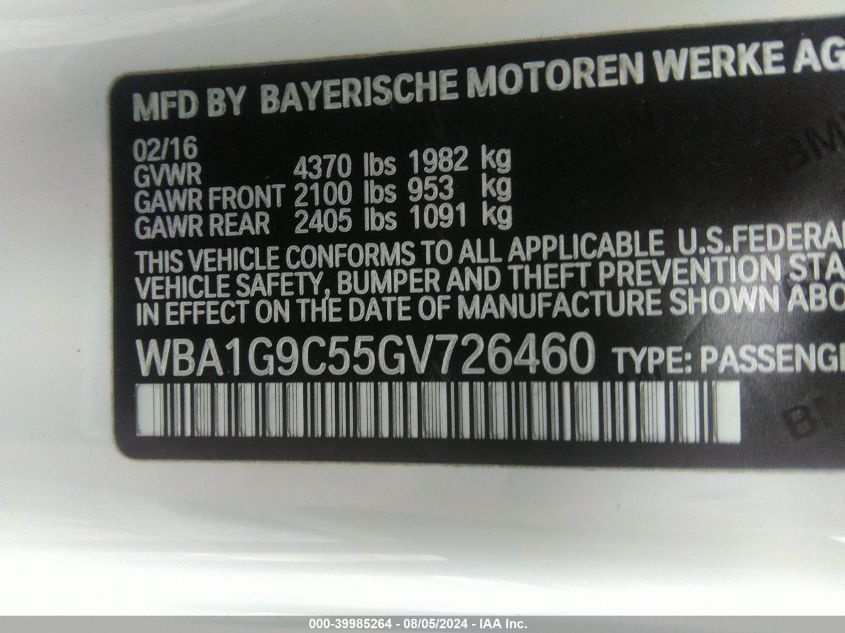 MFD BY BAYERISCHE MOTOREN WERKE AG
02/16
GVWR 4370 lbs 1982 kg
GAWR FRONT 2100 lbs 953 kg
GAWR REAR 2405 lbs 1091 kg
THIS VEHICLE CONFORMS TO ALL APPLICABLE U.S.FEDERAL
VEHICLE SAFETY, BUMPER AND THEFT PREVENTION STA
IN EFFECT ON THE DATE OF MANUFACTURE SHOWN ABO
WBA1G9C55GV726460 TYPE: PASSENGE
000-39985264 - 08/05/2024 - IAA Inc.